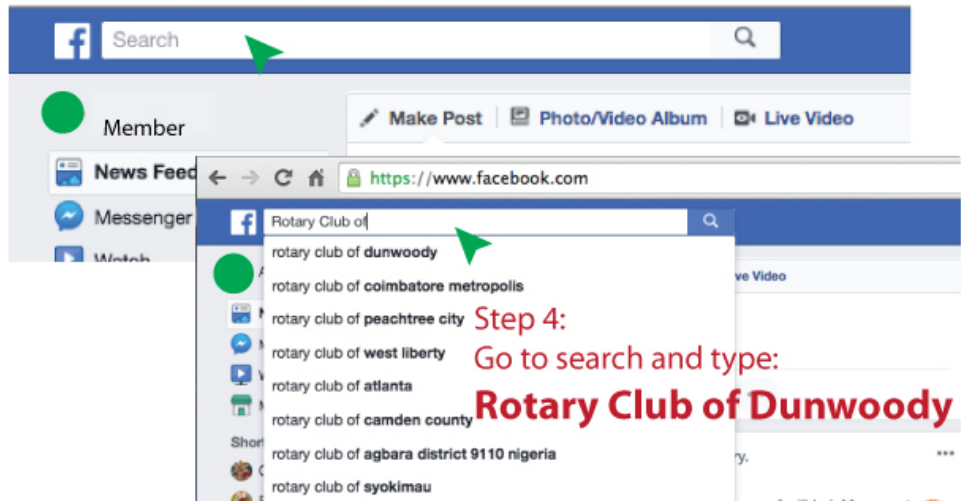 f Search
Member
Make Post Photo/Video Album Live Video
News Feed
https://www.facebook.com
Messenger
f Rotary Club of
Watch
rotary club of dunwoody
ve Video
rotary club of coimbatore metropolis
rotary club of peachtree city
Step 4:
rotary club of west liberty
Go to search and type:
rotary club of atlanta
Rotary Club of Dunwoody
rotary club of camden county
Shor
rotary club of agbara district 9110 nigeria
ry.
rotary club of syokimau